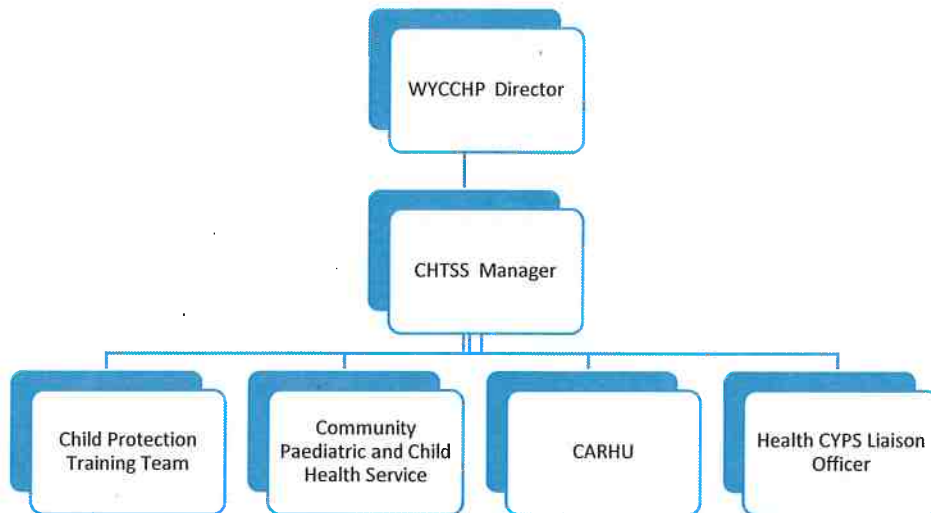 WYCCHP Director
CHTSS Manager
Child Protection
Training Team
Community
Paediatric and Child
Health Service
CARHU
Health CYPS Liaison
Officer